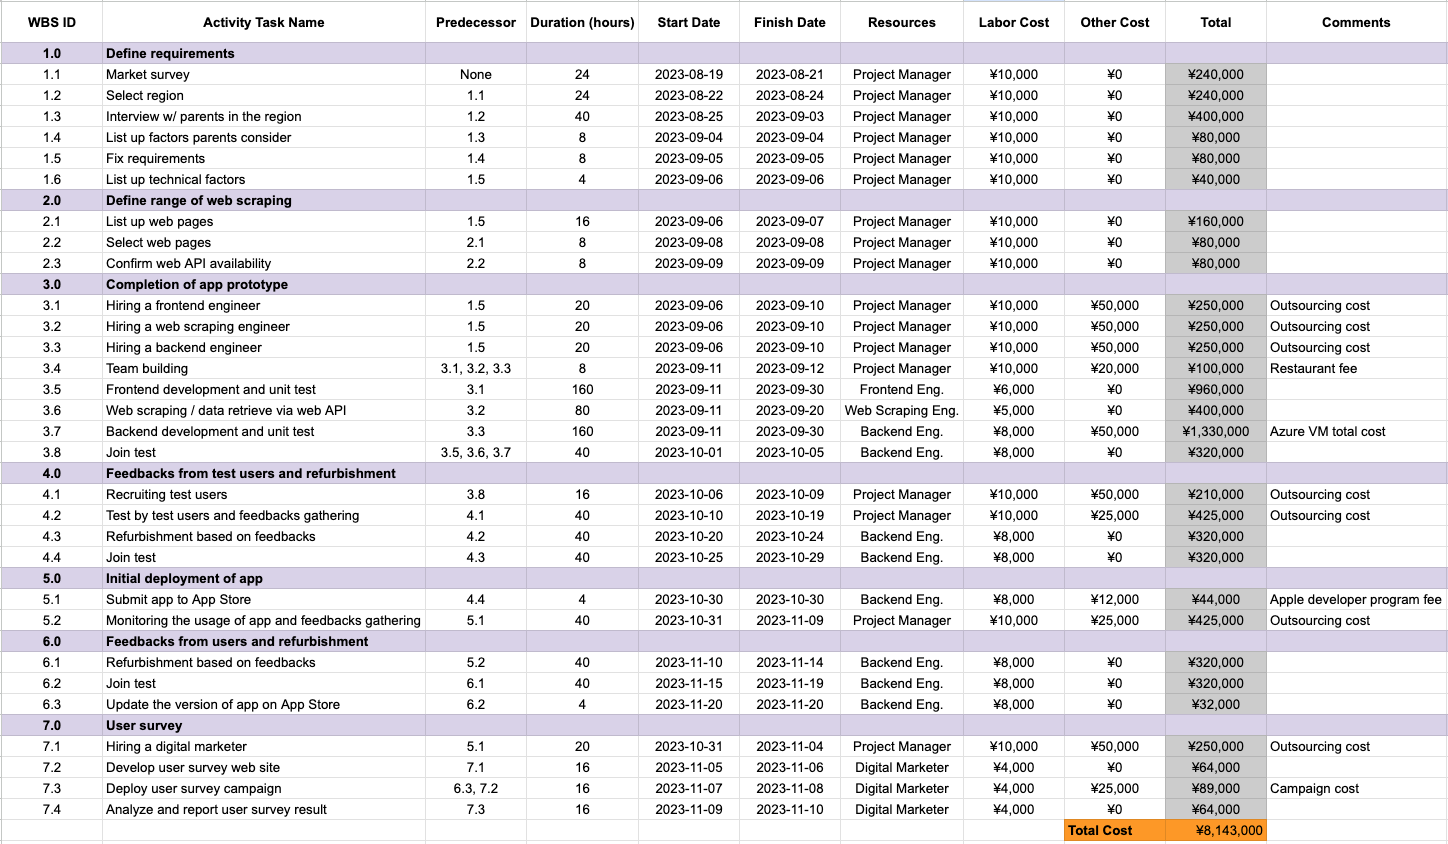 WBS ID Activity Task Name Predecessor Duration (hours) Start Date Finish Date Resources Labor Cost Other Cost Total Comments
1.0 Define requirements
1.1 Market survey None 24 2023-08-19 2023-08-21 Project Manager ¥10,000 ¥0 ¥240,000
1.2 Select region 1.1 24 2023-08-22 2023-08-24 Project Manager ¥10,000 ¥0 ¥240,000
1.3 Interview w/ parents in the region 1.2 40 2023-08-25 2023-09-03 Project Manager ¥10,000 ¥0 ¥400,000
1.4 List up factors parents consider 1.3 8 2023-09-04 2023-09-04 Project Manager ¥10,000 ¥0 ¥80,000
1.5 Fix requirements 1.4 8 2023-09-05 2023-09-05 Project Manager ¥10,000 ¥0 ¥80,000
1.6 List up technical factors 1.5 4 2023-09-06 2023-09-06 Project Manager ¥10,000 ¥0 ¥40,000
2.0 Define range of web scraping
2.1 List up web pages 1.5 16 2023-09-06 2023-09-07 Project Manager ¥10,000 ¥0 ¥160,000
2.2 Select web pages 2.1 8 2023-09-08 2023-09-08 Project Manager ¥10,000 ¥0 ¥80,000
2.3 Confirm web API availability 2.2 8 2023-09-09 2023-09-09 Project Manager ¥10,000 ¥0 ¥80,000
3.0 Completion of app prototype
3.1 Hiring a frontend engineer 1.5 20 2023-09-06 2023-09-10 Project Manager ¥10,000 ¥50,000 ¥250,000 Outsourcing cost
3.2 Hiring a web scraping engineer 1.5 20 2023-09-06 2023-09-10 Project Manager ¥10,000 ¥50,000 ¥250,000 Outsourcing cost
3.3 Hiring a backend engineer 1.5 20 2023-09-06 2023-09-10 Project Manager ¥10,000 ¥50,000 ¥250,000 Outsourcing cost
3.4 Team building 3.1, 3.2, 3.3 8 2023-09-11 2023-09-12 Project Manager ¥10,000 ¥20,000 ¥100,000 Restaurant fee
3.5 Frontend development and unit test 3.1 160 2023-09-11 2023-09-30 Frontend Eng. ¥6,000 ¥0 ¥960,000
3.6 Web scraping / data retrieve via web API 3.2 80 2023-09-11 2023-09-20 Web Scraping Eng. ¥5,000 ¥0 ¥400,000
3.7 Backend development and unit test 3.3 160 2023-09-11 2023-09-30 Backend Eng. ¥8,000 ¥50,000 ¥1,330,000 Azure VM total cost
3.8 Join test 3.5, 3.6, 3.7 40 2023-10-01 2023-10-05 Backend Eng. ¥8,000 ¥0 ¥320,000
4.0 Feedbacks from test users and refurbishment
4.1 Recruiting test users 3.8 16 2023-10-06 2023-10-09 Project Manager ¥10,000 ¥50,000 ¥210,000 Outsourcing cost
4.2 Test by test users and feedbacks gathering 4.1 40 2023-10-10 2023-10-19 Project Manager ¥10,000 ¥25,000 ¥425,000 Outsourcing cost
4.3 Refurbishment based on feedbacks 4.2 40 2023-10-20 2023-10-24 Backend Eng. ¥8,000 ¥0 ¥320,000
4.4 Join test 4.3 40 2023-10-25 2023-10-29 Backend Eng. ¥8,000 ¥0 ¥320,000
5.0 Initial deployment of app
5.1 Submit app to App Store 4.4 4 2023-10-30 2023-10-30 Backend Eng. ¥8,000 ¥12,000 ¥44,000 Apple developer program fee
5.2 Monitoring the usage of app and feedbacks gathering 5.1 40 2023-10-31 2023-11-09 Project Manager ¥10,000 ¥25,000 ¥425,000 Outsourcing cost
6.0 Feedbacks from users and refurbishment
6.1 Refurbishment based on feedbacks 5.2 40 2023-11-10 2023-11-14 Backend Eng. ¥8,000 ¥0 ¥320,000
6.2 Join test 6.1 40 2023-11-15 2023-11-19 Backend Eng. ¥8,000 ¥0 ¥320,000
6.3 Update the version of app on App Store 6.2 4 2023-11-20 2023-11-20 Backend Eng. ¥8,000 ¥0 ¥32,000
7.0 User survey
7.1 Hiring a digital marketer 5.1 20 2023-10-31 2023-11-04 Project Manager ¥10,000 ¥50,000 ¥250,000 Outsourcing cost
7.2 Develop user survey web site 7.1 16 2023-11-05 2023-11-06 Digital Marketer ¥4,000 ¥0 ¥64,000
7.3 Deploy user survey campaign 6.3, 7.2 16 2023-11-07 2023-11-08 Digital Marketer ¥4,000 ¥25,000 ¥89,000 Campaign cost
7.4 Analyze and report user survey result 7.3 16 2023-11-09 2023-11-10 Digital Marketer ¥4,000 ¥0 ¥64,000
Total Cost ¥8,143,000